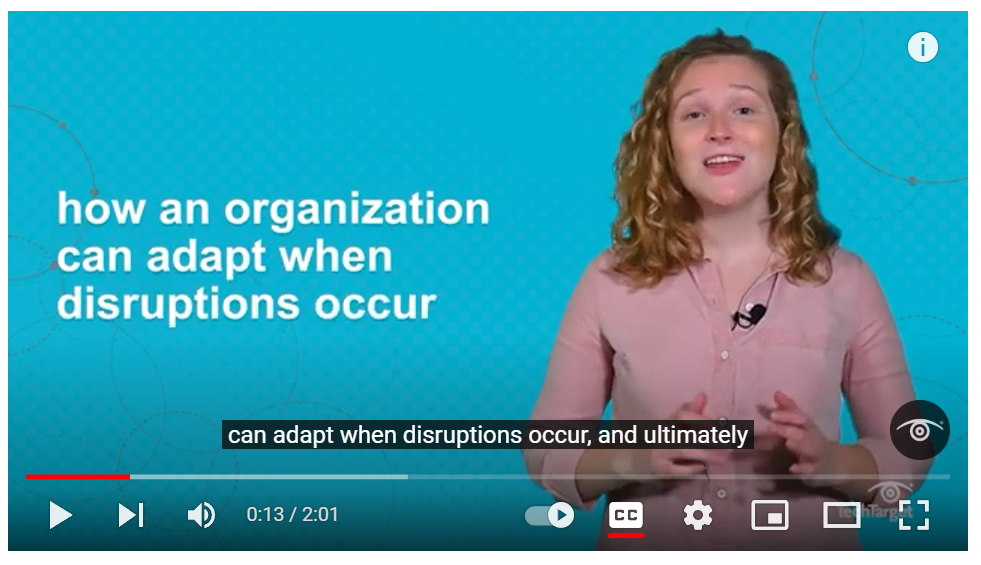 how an organization
can adapt when
disruptions occur
can adapt when disruptions occur, and ultimately
0:13 / 2:01
CC
TechTarget